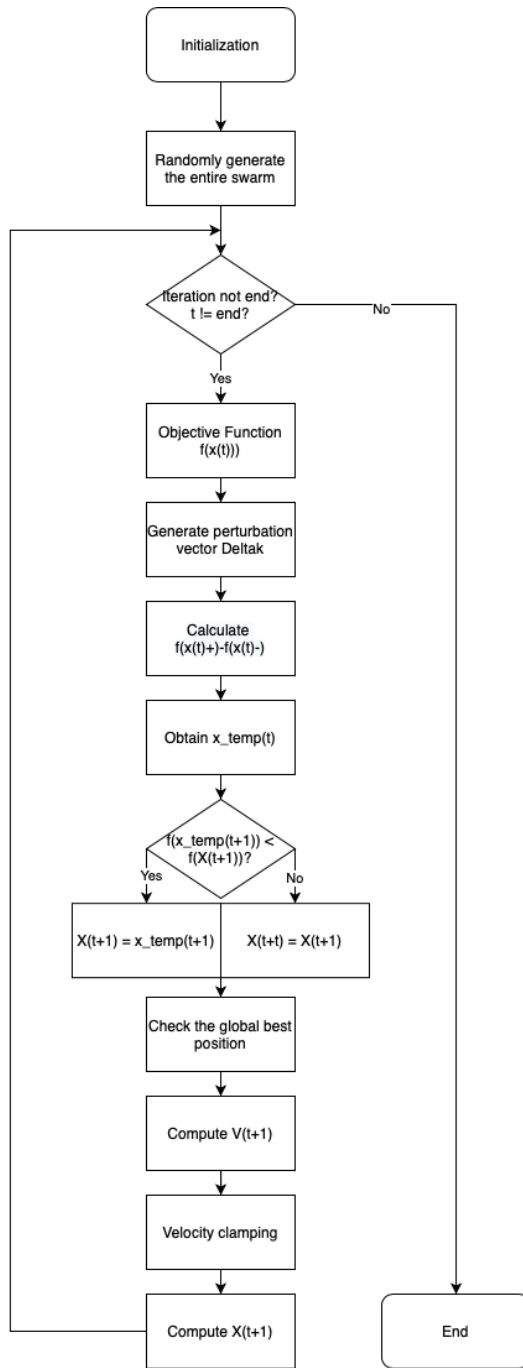 Initialization
Randomly generate
the entire swarm
Iteration not end?
t != end?
No
Yes
Objective Function
f(x(t)))
Generate perturbation
vector Deltak
Calculate
f(x(t)+)-f(x(t)-)
Obtain x_temp(t)
f(x_temp(t+1)) <
f(X(t+1))?
Yes
No
X(t+1) = x_temp(t+1)
X(t+t) = X(t+1)
Check the global best
position
Compute V(t+1)
Velocity clamping
Compute X(t+1)
End